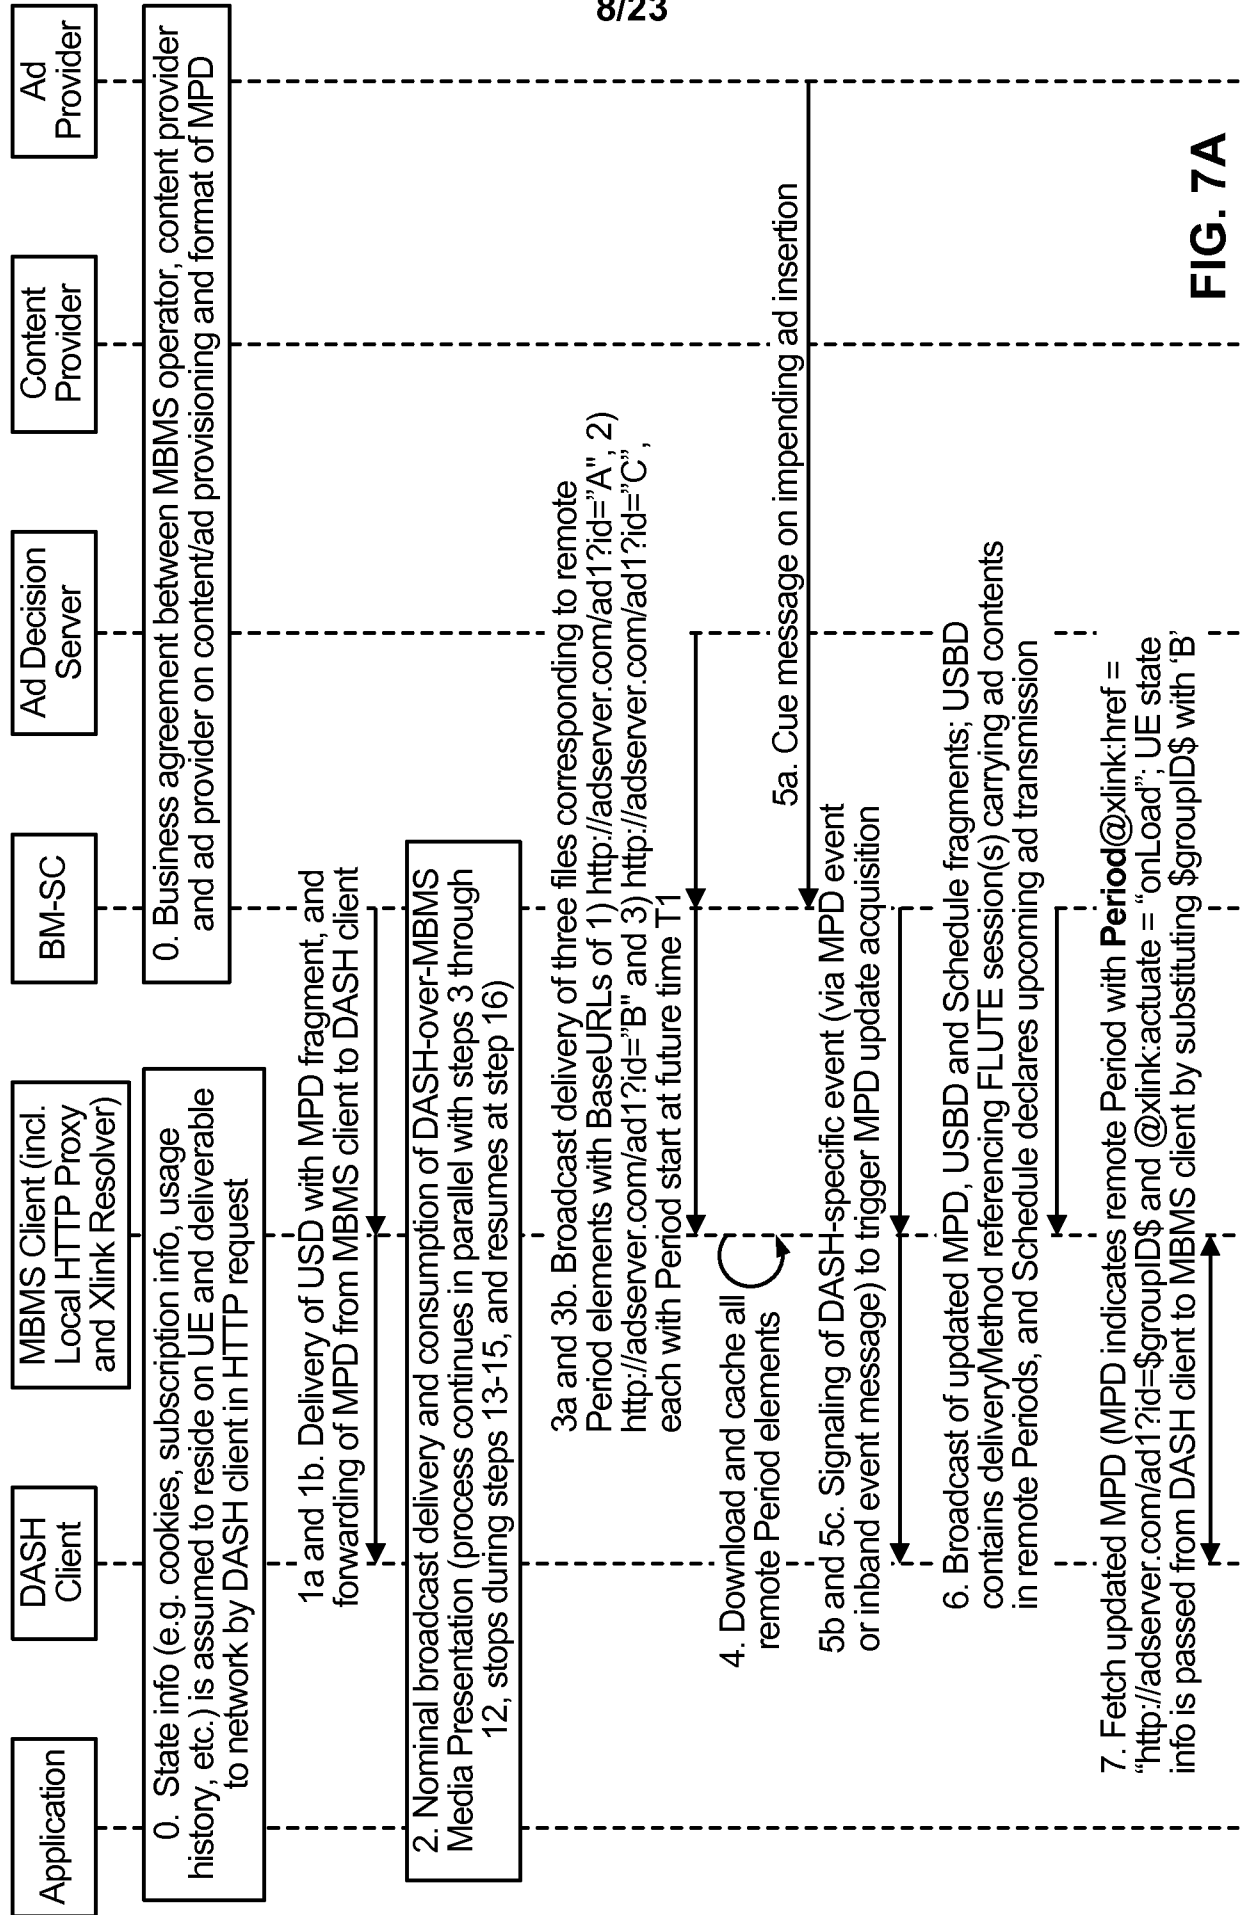 8/23
Application
DASH
Client
MBMS Client (incl.
Local HTTP Proxy
and Xlink Resolver)
BM-SC
Ad Decision
Server
Content
Provider
Ad
Provider
0. State info (e.g. cookies, subscription info, usage
history, etc.) is assumed to reside on UE and deliverable
to network by DASH client in HTTP request
0. Business agreement between MBMS operator, content provider
and ad provider on content/ad provisioning and format of MPD
1a and 1b. Delivery of USD with MPD fragment, and
forwarding of MPD from MBMS client to DASH client
2. Nominal broadcast delivery and consumption of DASH-over-MBMS
Media Presentation (process continues in parallel with steps 3 through
12, stops during steps 13-15, and resumes at step 16)
3a and 3b. Broadcast delivery of three files corresponding to remote
Period elements with BaseURLs of 1) http://adserver.com/ad1?id="A", 2)
http://adserver.com/ad1?id="B" and 3) http://adserver.com/ad1?id="C",
each with Period start at future time T1
4. Download and cache all
remote Period elements
5a. Cue message on impending ad insertion
5b and 5c. Signaling of DASH-specific event (via MPD event
or inband event message) to trigger MPD update acquisition
6. Broadcast of updated MPD, USBD and Schedule fragments; USBD
contains deliveryMethod referencing FLUTE session(s) carrying ad contents
in remote Periods, and Schedule declares upcoming ad transmission
7. Fetch updated MPD (MPD indicates remote Period with Period@xlink:href =
“http://adserver.com/ad1?id=$groupID$ and @xlink:actuate = “onLoad”; UE state
info is passed from DASH client to MBMS client by substituting $groupID$ with ‘B’
FIG. 7A